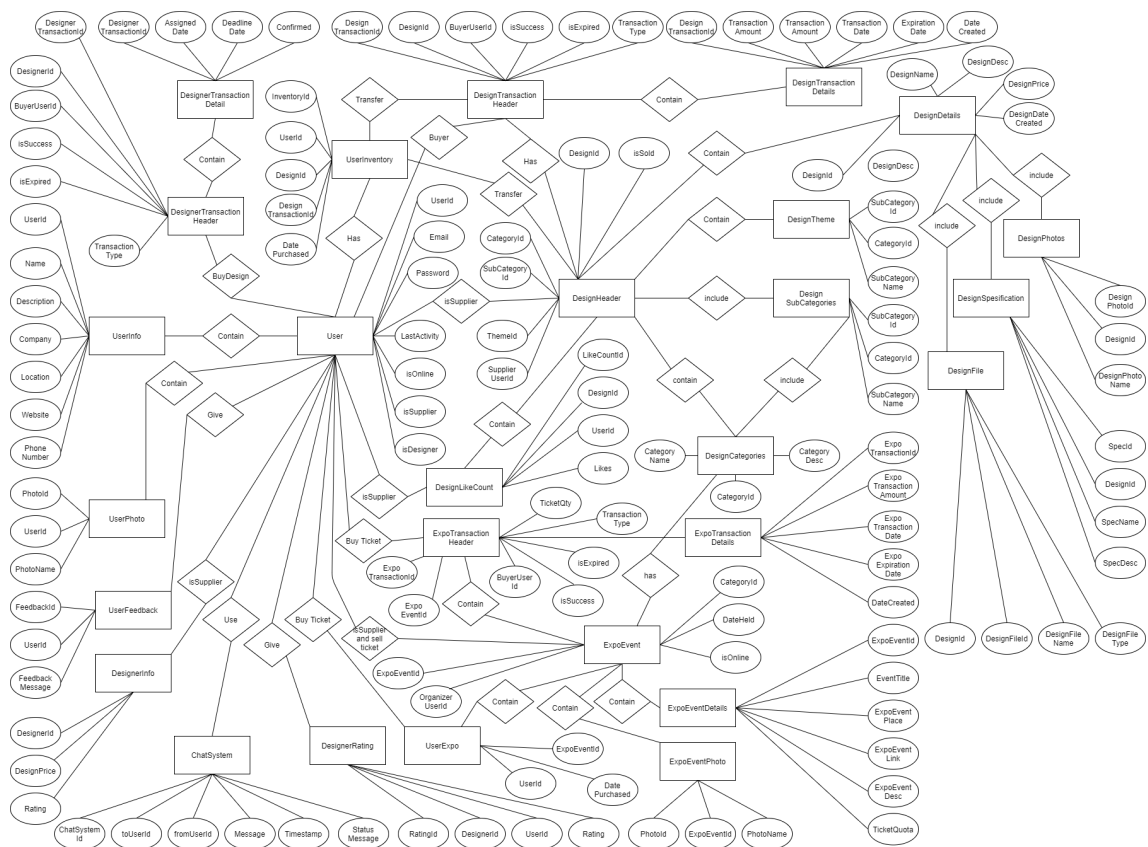 Designer
TransactionId
Designer
TransactionId
Assigned
Date
Deadline
Date
Confirmed
Design
TransactionId
DesignId
BuyerUserId
isSuccess
isExpired
Transaction
Type
Design
TransactionId
Transaction
Amount
Transaction
Amount
Transaction
Date
Expiration
Date
Date
Created
DesignerId
BuyerUserId
isSuccess
isExpired
Transaction
Type
DesignerTransaction
Detail
Contain
DesignerTransaction
Header
BuyDesign
InventoryId
UserId
DesignId
Design
TransactionId
Date
Purchased
Transfer
UserInventory
Has
Buyer
DesignTransaction
Header
Contain
DesignTransaction
Details
Has
Transfer
DesignId
isSold
Contain
DesignName
DesignDesc
DesignPrice
DesignDate
Created
DesignDetails
DesignId
DesignDesc
include
include
include
Contain
DesignTheme
SubCategory
Id
CategoryId
SubCategory
Name
DesignPhotos
Design
PhotoId
DesignId
DesignPhoto
Name
UserId
Name
Description
Company
Location
Website
Phone
Number
UserInfo
Contain
User
UserId
Email
Password
isSupplier
LastActivity
isOnline
isSupplier
isDesigner
CategoryId
SubCategory
Id
ThemeId
Supplier
UserId
DesignHeader
include
Design
SubCategories
SubCategory
Id
CategoryId
SubCategory
Name
DesignSpesification
DesignFile
SpecId
DesignId
SpecName
SpecDesc
DesignId
DesignFileId
DesignFile
Name
DesignFile
Type
Contain
Give
Contain
LikeCountId
DesignId
UserId
Likes
isSupplier
DesignLikeCount
contain
include
Category
Name
DesignCategories
Category
Desc
CategoryId
PhotoId
UserId
PhotoName
UserPhoto
Buy Ticket
ExpoTransaction
Header
TicketQty
Transaction
Type
isExpired
isSuccess
BuyerUser
Id
Expo
TransactionId
Expo
EventId
Contain
ExpoTransaction
Details
Expo
TransactionId
Expo
Transaction
Amount
Expo
Transaction
Date
Expo
Expiration
Date
DateCreated
has
FeedbackId
UserId
Feedback
Message
UserFeedback
isSupplier
Use
Give
Buy Ticket
isSupplier
and sell
ticket
ExpoEvent
CategoryId
DateHeld
isOnline
ExpoEventId
Organizer
UserId
DesignerInfo
DesignerId
DesignPrice
Rating
Contain
Contain
Contain
ExpoEventDetails
ExpoEventId
EventTitle
ExpoEvent
Place
ExpoEvent
Link
ExpoEvent
Desc
TicketQuota
ChatSystem
DesignerRating
UserExpo
ExpoEventId
UserId
Date
Purchased
ExpoEventPhoto
ChatSystem
Id
toUserId
fromUserId
Message
Timestamp
Status
Message
RatingId
DesignerId
UserId
Rating
PhotoId
ExpoEventId
PhotoName